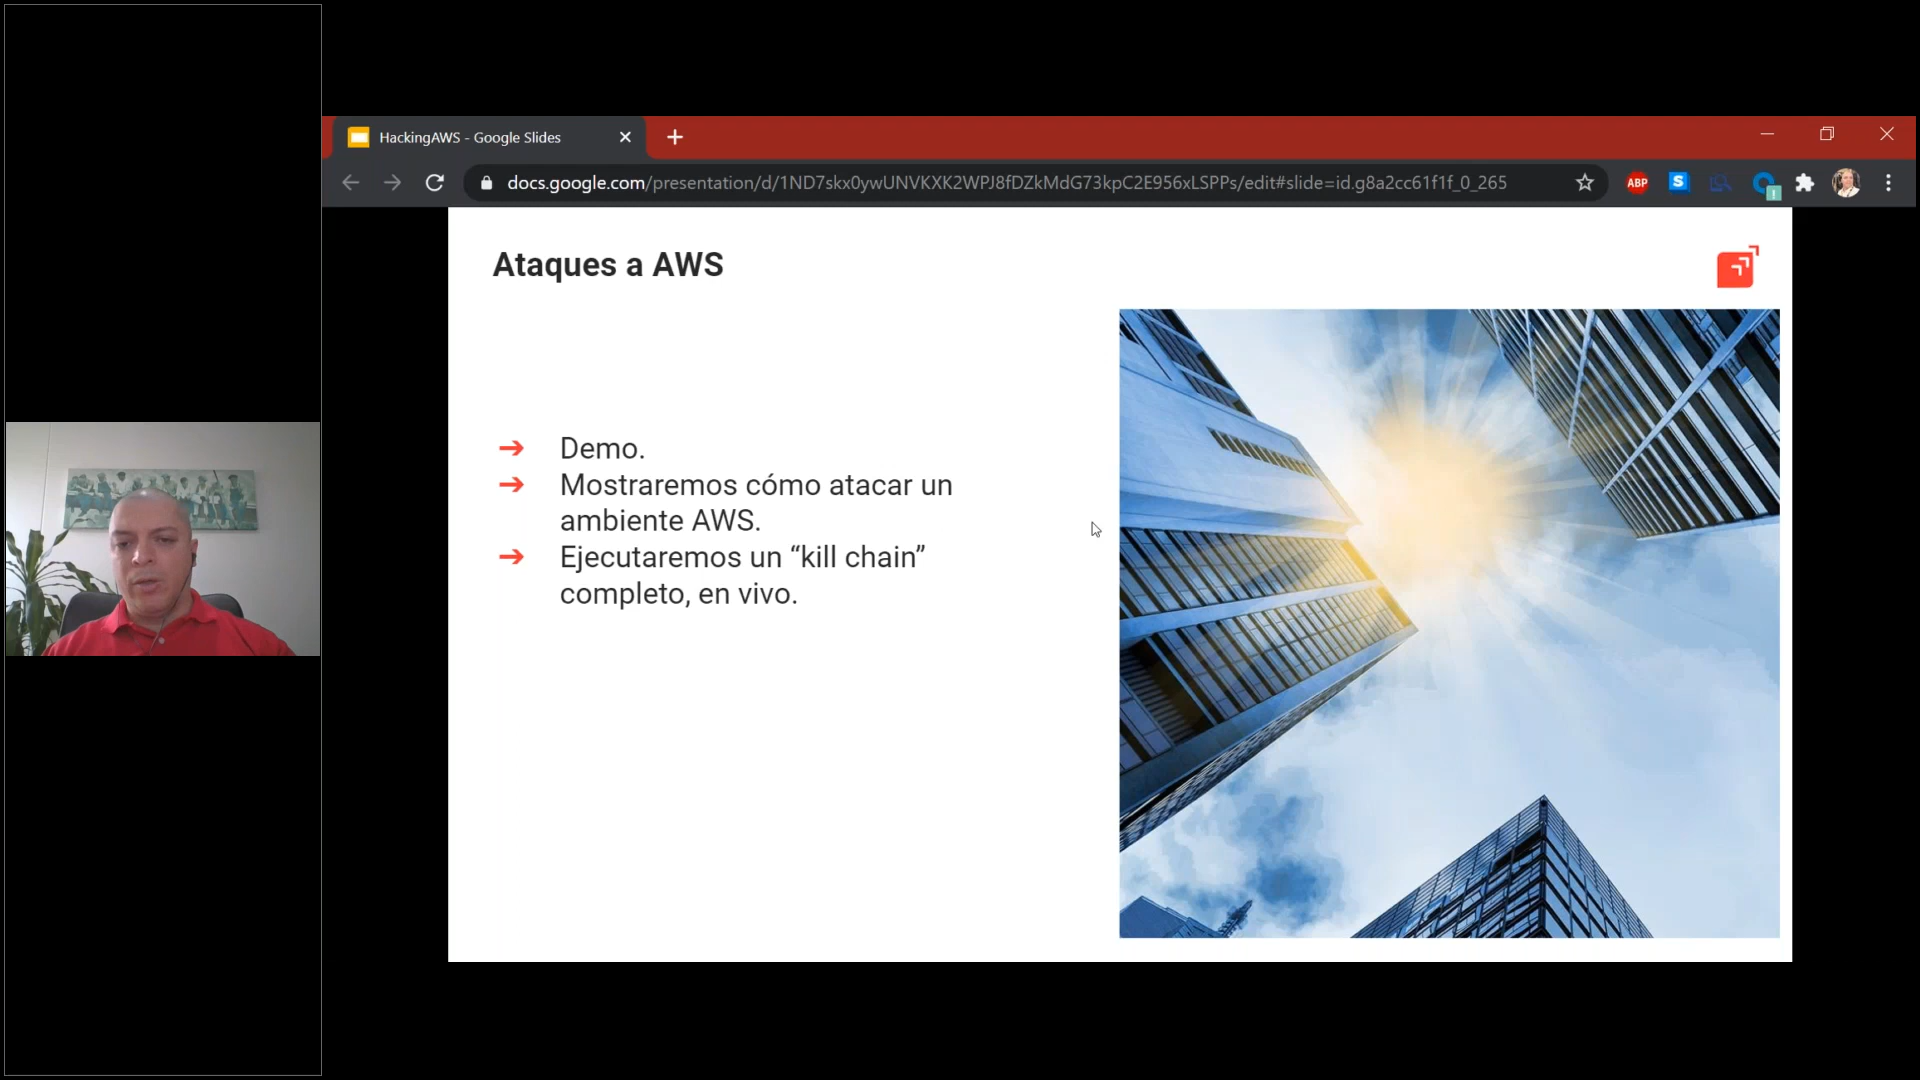 HackingAWS - Google Slides
docs.google.com/presentation/d/1ND7skx0ywUNVKXK2WPJ8fDZkMdG73kpC2E956xLSPPs/edit#slide=id.g8a2cc61f1f_0_265
ABP
S
Ataques a AWS
➔ Demo.
➔ Mostraremos cómo atacar un
ambiente AWS.
➔ Ejecutaremos un “kill chain”
completo, en vivo.